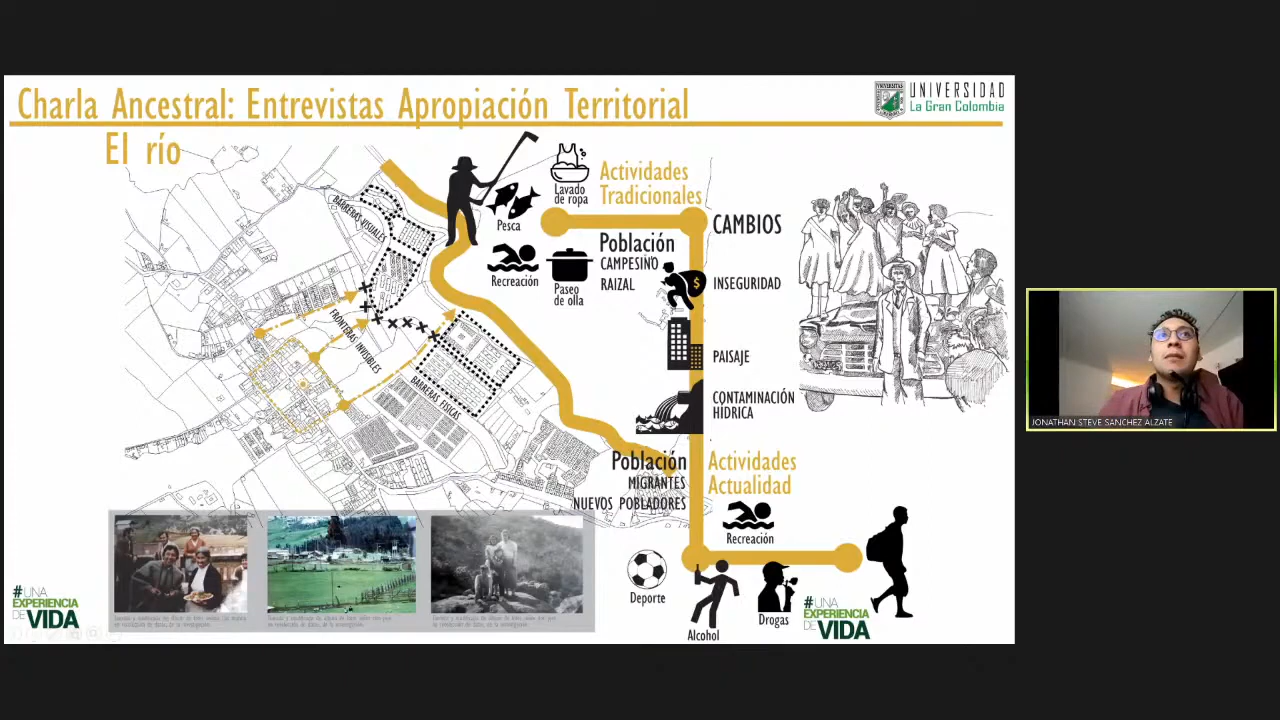 Charla Ancestral: Entrevistas Apropiación Territorial
UNIVERSIDAD
La Gran Colombia
El río
BARRERAS VISUALES
FRONTERAS INVISIBLES
BARRERAS FISICAS
Lavado
de ropa
Pesca
Recreación
Paseo
de olla
Actividades
Tradicionales
Población
CAMPESINO
RAIZAL
CAMBIOS
INSEGURIDAD
PAISAJE
CONTAMINACIÓN
HÍDRICA
Población
MIGRANTES
NUEVOS POBLADORES
Actividades
Actualidad
Recreación
Deporte
Alcohol
Drogas
#UNA
EXPERIENCIA
DE VIDA
#UNA
EXPERIENCIA
DE VIDA
JONATHAN STEVE SANCHEZ ALZATE